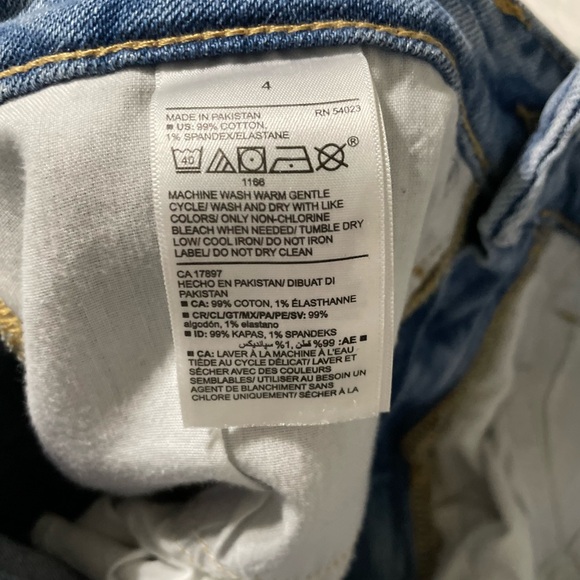 4
MADE IN PAKISTAN RN 54023
■ US: 99% COTTON,
1% SPANDEX/ELASTANE
40 ®
1166
MACHINE WASH WARM GENTLE
CYCLE/ WASH AND DRY WITH LIKE
COLORS/ ONLY NON-CHLORINE
BLEACH WHEN NEEDED/ TUMBLE DRY
LOW/ COOL IRON/ DO NOT IRON
LABEL/ DO NOT DRY CLEAN
CA 17897
HECHO EN PAKISTAN/ DIBUAT DI
PAKISTAN
■ CA: 99% COTON, 1% ÉLASTHANNE
■ CR/CL/GT/MX/PA/PE/SV: 99%
algodón, 1% elastano
■ ID: 99% KAPAS, 1% SPANDEKS
■ AE: 99% قطن, 1% سپانديكس
■ CA: LAVER À LA MACHINE À L'EAU
TIÈDE AU CYCLE DÉLICAT/ LAVER ET
SÉCHER AVEC DES COULEURS
SEMBLABLES/ UTILISER AU BESOIN UN
AGENT DE BLANCHIMENT SANS
CHLORE UNIQUEMENT/ SÉCHER À LA